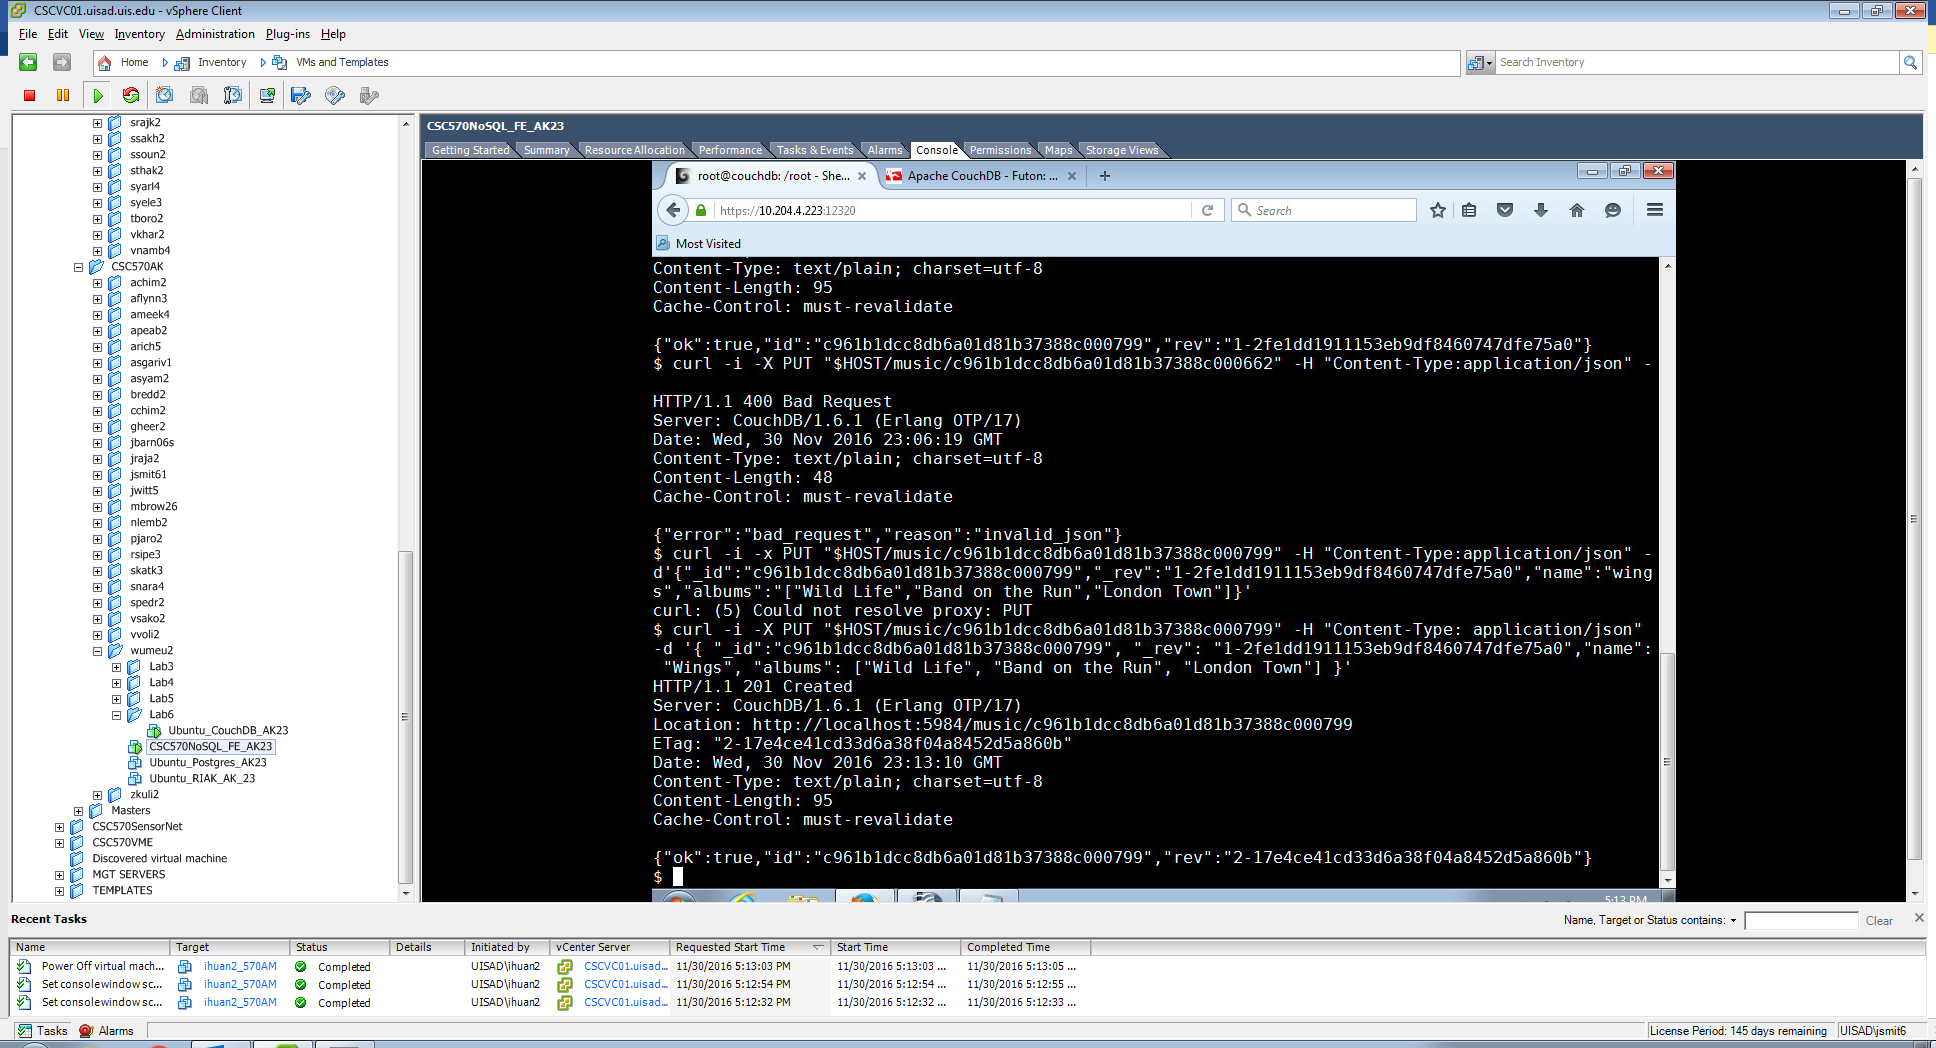 CSCVC01.uisad.uis.edu - vSphere Client
File Edit View Inventory Administration Plug-ins Help
Home Inventory VMs and Templates
Search Inventory
srajk2
ssakh2
ssoun2
sthak2
syarl4
syele3
tboro2
vkhar2
vnamb4
CSC570AK
achim2
aflynn3
ameek4
apeab2
arich5
asgariv1
asyam2
bredd2
cchim2
gheer2
jbarn06s
jraja2
jsmit61
jwitt5
mbrow26
nlemb2
pjaro2
rsipe3
skatk3
snara4
spedr2
vsako2
vvoli2
wumeu2
Lab3
Lab4
Lab5
Lab6
Ubuntu_CouchDB_AK23
CSC570NoSQL_FE_AK23
Ubuntu_Postgres_AK23
Ubuntu_RIAK_AK_23
zkuli2
Masters
CSC570SensorNet
CSC570VME
Discovered virtual machine
MGT SERVERS
TEMPLATES
CSC570NoSQL_FE_AK23
Getting Started Summary Resource Allocation Performance Tasks & Events Alarms Console Permissions Maps Storage Views
root@couchdb: /root - She... Apache CouchDB - Futon: ...
https://10.204.4.223:12320
Search
Most Visited
Content-Type: text/plain; charset=utf-8
Content-Length: 95
Cache-Control: must-revalidate
{"ok":true,"id":"c961b1dcc8db6a01d81b37388c000799","rev":"1-2fe1dd1911153eb9df8460747dfe75a0"}
$ curl -i -X PUT "$HOST/music/c961b1dcc8db6a01d81b37388c000662" -H "Content-Type:application/json" -
HTTP/1.1 400 Bad Request
Server: CouchDB/1.6.1 (Erlang OTP/17)
Date: Wed, 30 Nov 2016 23:06:19 GMT
Content-Type: text/plain; charset=utf-8
Content-Length: 48
Cache-Control: must-revalidate
{"error":"bad_request","reason":"invalid_json"}
$ curl -i -x PUT "$HOST/music/c961b1dcc8db6a01d81b37388c000799" -H "Content-Type:application/json" -
d'{"_id":"c961b1dcc8db6a01d81b37388c000799","_rev":"1-2fe1dd1911153eb9df8460747dfe75a0","name":"wing
s","albums":"["Wild Life","Band on the Run","London Town"]}'
curl: (5) Could not resolve proxy: PUT
$ curl -i -X PUT "$HOST/music/c961b1dcc8db6a01d81b37388c000799" -H "Content-Type: application/json"
-d '{ "_id":"c961b1dcc8db6a01d81b37388c000799", "_rev": "1-2fe1dd1911153eb9df8460747dfe75a0","name":
"Wings", "albums": ["Wild Life", "Band on the Run", "London Town"] }'
HTTP/1.1 201 Created
Server: CouchDB/1.6.1 (Erlang OTP/17)
Location: http://localhost:5984/music/c961b1dcc8db6a01d81b37388c000799
ETag: "2-17e4ce41cd33d6a38f04a8452d5a860b"
Date: Wed, 30 Nov 2016 23:13:10 GMT
Content-Type: text/plain; charset=utf-8
Content-Length: 95
Cache-Control: must-revalidate
{"ok":true,"id":"c961b1dcc8db6a01d81b37388c000799","rev":"2-17e4ce41cd33d6a38f04a8452d5a860b"}
$
5:13 PM
Recent Tasks
Name, Target or Status contains: Clear
Name Target Status Details Initiated by vCenter Server Requested Start Time Start Time Completed Time
Power Off virtual mach... ihuan2_570AM Completed UISAD\ihuan2 CSCVC01.uisad... 11/30/2016 5:13:03 PM 11/30/2016 5:13:03 ... 11/30/2016 5:13:05 ...
Set console window sc... ihuan2_570AM Completed UISAD\ihuan2 CSCVC01.uisad... 11/30/2016 5:12:54 PM 11/30/2016 5:12:54 ... 11/30/2016 5:12:55 ...
Set console window sc... ihuan2_570AM Completed UISAD\ihuan2 CSCVC01.uisad... 11/30/2016 5:12:32 PM 11/30/2016 5:12:32 ... 11/30/2016 5:12:33 ...
Tasks Alarms
License Period: 145 days remaining UISAD\jsmit6